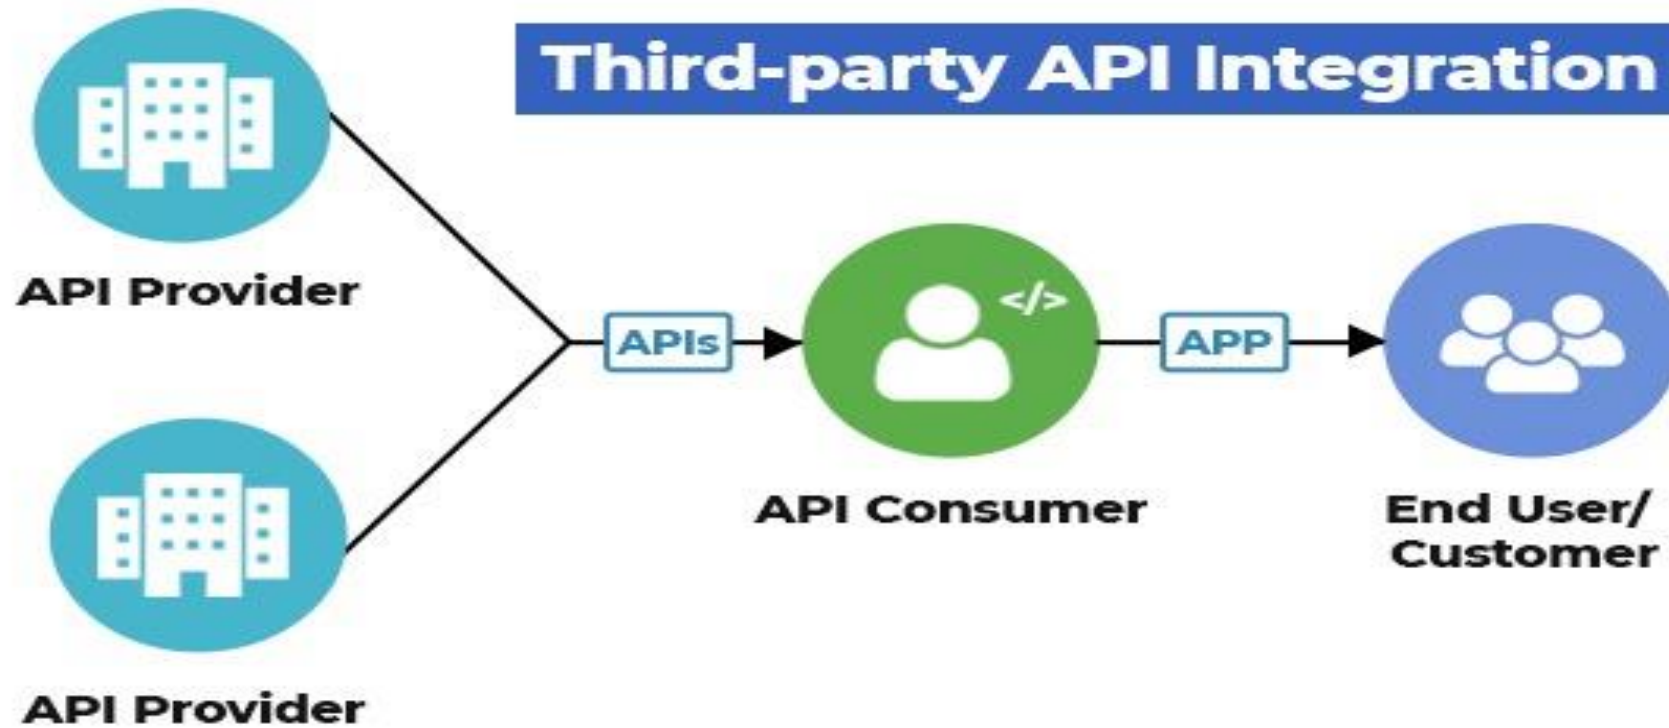 Third-party API Integration
API Provider
APIs
</>
APP
API Consumer
End User/
Customer
API Provider